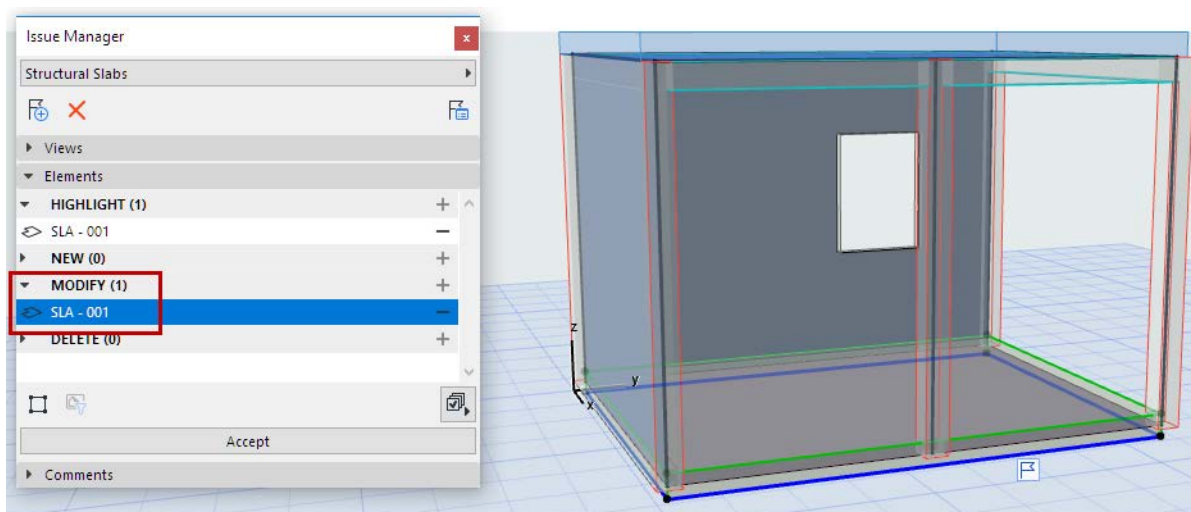 Issue Manager
x
Structural Slabs
Views
Elements
HIGHLIGHT (1)
SLA - 001
NEW (0)
MODIFY (1)
SLA - 001
DELETE (0)
Accept
Comments
z
y
x